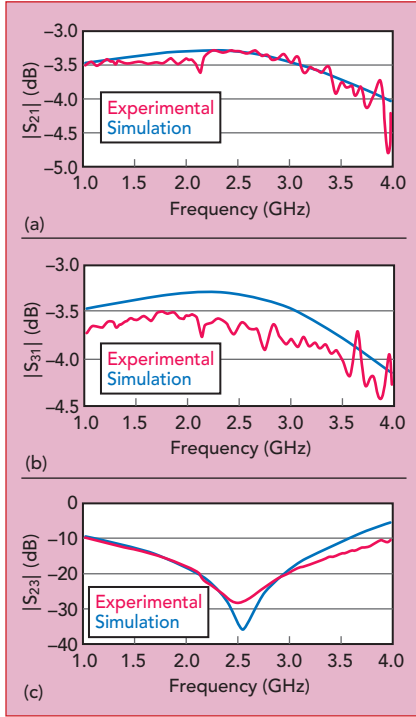 −3.0
−3.5
−4.0
−4.5
−5.0
|S21| (dB)
Experimental
Simulation
1.0 1.5 2.0 2.5 3.0 3.5 4.0
Frequency (GHz)
(a)
−3.0
−3.5
−4.0
−4.5
|S31| (dB)
Experimental
Simulation
1.0 1.5 2.0 2.5 3.0 3.5 4.0
Frequency (GHz)
(b)
0
−10
−20
−30
−40
|S23| (dB)
Experimental
Simulation
1.0 1.5 2.0 2.5 3.0 3.5 4.0
Frequency (GHz)
(c)